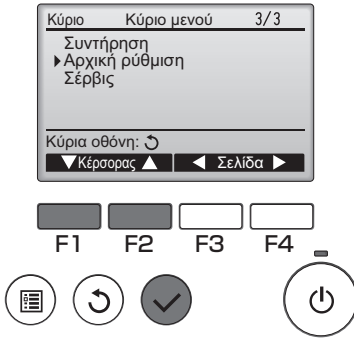 Κύριο Κύριο μενού 3/3
Συντήρηση
Αρχική ρύθμιση
Σέρβις
Κύρια οθόνη:
Κέρσορας Σελίδα
F1 F2 F3 F4